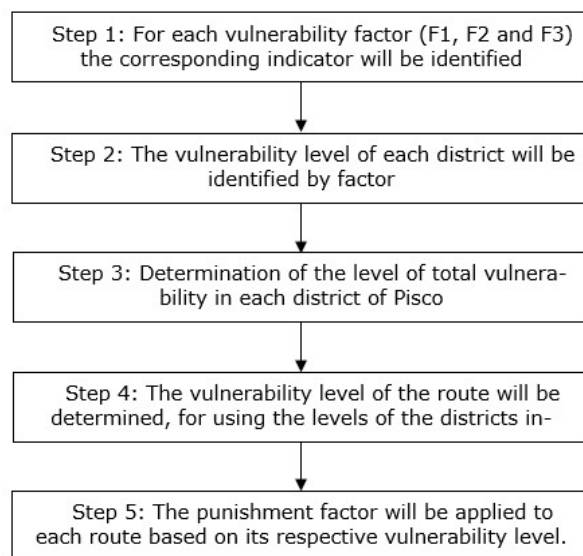 Step 1: For each vulnerability factor (F1, F2 and F3)
the corresponding indicator will be identified
Step 2: The vulnerability level of each district will be
identified by factor
Step 3: Determination of the level of total vulnera-
bility in each district of Pisco
Step 4: The vulnerability level of the route will be
determined, for using the levels of the districts in-
Step 5: The punishment factor will be applied to
each route based on its respective vulnerability level.